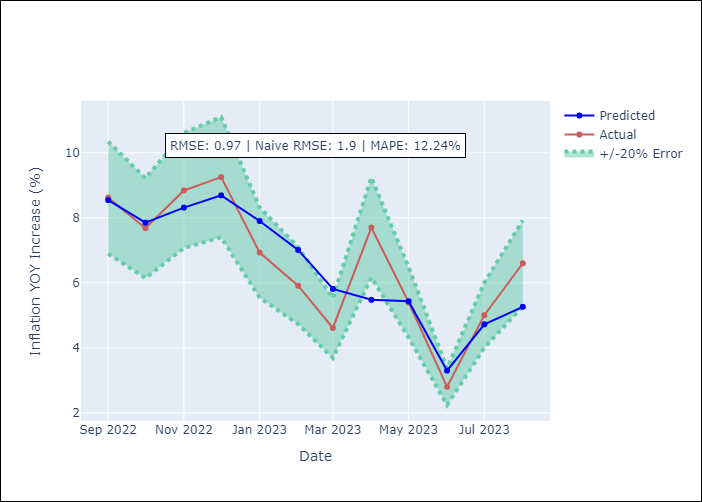 RMSE: 0.97 | Naive RMSE: 1.9 | MAPE: 12.24%
Predicted
Actual
+/-20% Error
Inflation YOY Increase (%)
10
8
6
4
2
Sep 2022
Nov 2022
Jan 2023
Mar 2023
May 2023
Jul 2023
Date